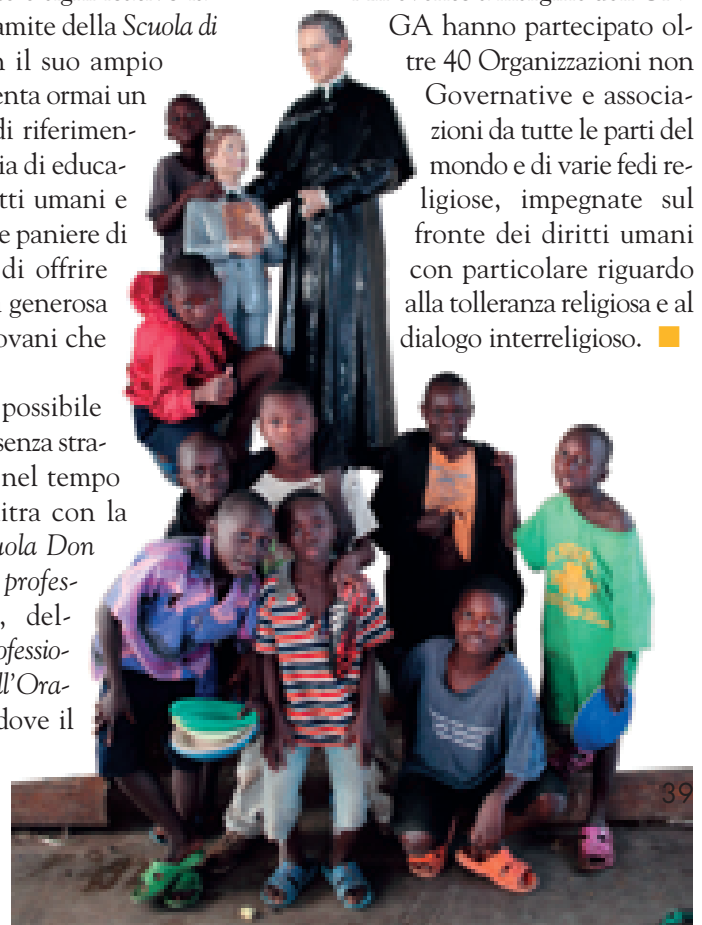 amite della Scuola di
n il suo ampio
enta ormai un
di riferimen-
ia di educa-
tti umani e
e paniere di
di offrire
generosa
ovani che
possibile
senza stra-
nel tempo
itra con la
uola Don
profes-
, del-
ofessio-
ll'Ora-
dove il
GA hanno partecipato ol-
tre 40 Organizzazioni non
Governative e associa-
zioni da tutte le parti del
mondo e di varie fedi re-
ligiose, impegnate sul
fronte dei diritti umani
con particolare riguardo
alla tolleranza religiosa e al
dialogo interreligioso.
39